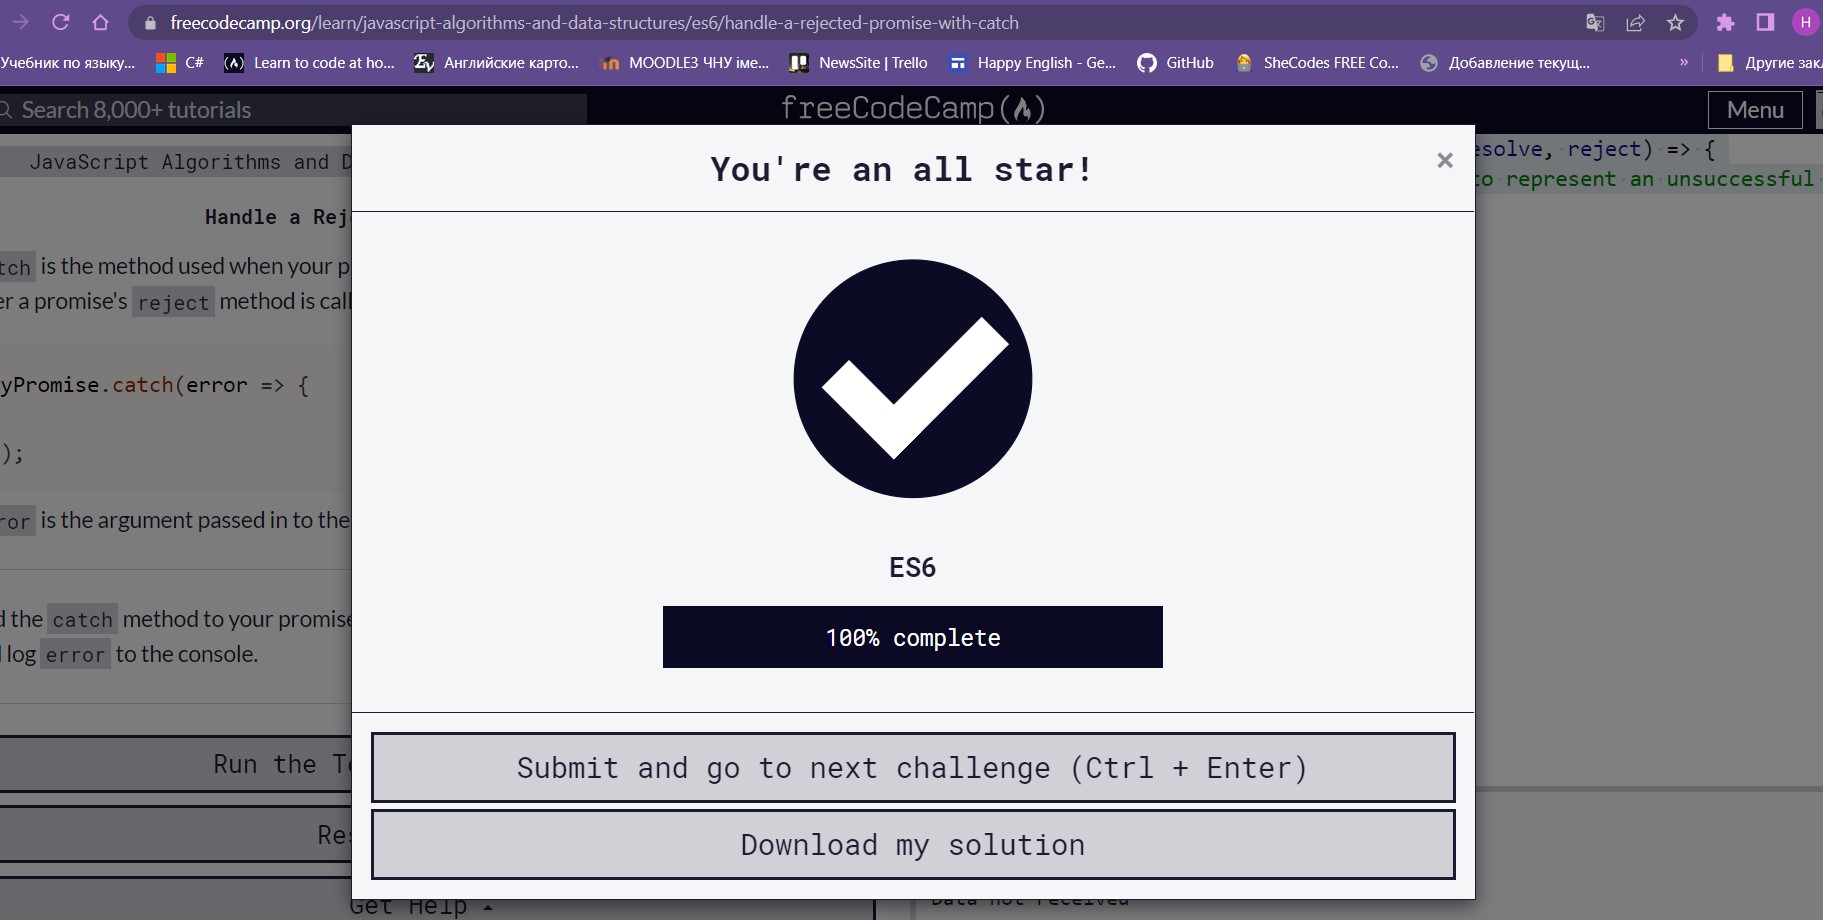 freecodecamp.org/learn/javascript-algorithms-and-data-structures/es6/handle-a-rejected-promise-with-catch
H
Учебник по языку... C# Learn to code at ho... Английские карто... MOODLE3 ЧНУ іме... NewsSite | Trello Happy English - Ge... GitHub SheCodes FREE Co... Добавление текущ... » Другие закл
Search 8,000+ tutorials
freeCodeCamp
Menu
JavaScript Algorithms and D
esolve, reject) => {
to represent an unsuccessful
You're an all star!
×
Handle a Rej
tch is the method used when your p
er a promise's reject method is call
yPromise.catch(error => {
);
ror is the argument passed in to the
d the catch method to your promise
log error to the console.
ES6
100% complete
Submit and go to next challenge (Ctrl + Enter)
Download my solution
Run the Te
Res
Get Help
Data not received